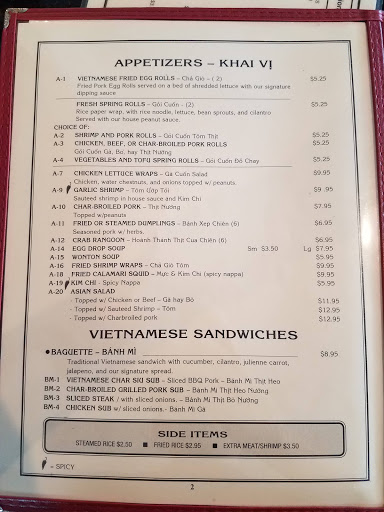 APPETIZERS – KHAI VỊ
A-1 VIETNAMESE FRIED EGG ROLLS – Chả Giò – ( 2) $5.25
Fried Pork Egg Rolls served on a bed of shredded lettuce with our signature
dipping sauce
FRESH SPRING ROLLS – Gỏi Cuốn – (2) $5.25
Rice paper wrap, with rice noodle, lettuce, bean sprouts, and cilantro
Served with our house peanut sauce.
CHOICE OF:
A-2 SHRIMP AND PORK ROLLS – Gỏi Cuốn Tôm Thịt $5.25
A-3 CHICKEN, BEEF, OR CHAR-BROILED PORK ROLLS $5.25
Gỏi Cuốn Gà, Bò, hay Thịt Nướng
A-4 VEGETABLES AND TOFU SPRING ROLLS – Gỏi Cuốn Đồ Chay $5.25
A-7 CHICKEN LETTUCE WRAPS – Gà Cuốn Salad $9.95
Chicken, water chestnuts, and onions topped w/ peanuts.
A-9 GARLIC SHRIMP – Tôm Ướp Tỏi $9 .95
Sauteed shrimp in house sauce and Kim Chi
A-10 CHAR-BROILED PORK – Thịt Nướng $7.95
Topped w/peanuts
A-11 FRIED OR STEAMED DUMPLINGS – Bánh Xếp Chiên (6) $6.95
Seasoned pork w/ herbs.
A-12 CRAB RANGOON – Hoành Thánh Thịt Cua Chiên (6) $6.95
A-14 EGG DROP SOUP Sm $3.50 Lg $7.95
A-15 WONTON SOUP $5.95
A-16 FRIED SHRIMP WRAPS – Chả Giò Tôm $9.95
A-18 FRIED CALAMARI SQUID – Mực & Kim Chi (spicy nappa) $9.95
A-19 KIM CHI - Spicy Nappa $5.95
A-20 ASIAN SALAD
- Topped w/ Chicken or Beef – Gà hay Bò $11.95
- Topped w/ Sauteed Shrimp – Tôm $12.95
- Topped w/ Charbroiled pork $12.95
VIETNAMESE SANDWICHES
●BAGUETTE – BÁNH MÌ $8.95
Traditional Vietnamese sandwich with cucumber, cilantro, julienne carrot,
jalapeno, and our signature spread.
BM-1 VIETNAMESE CHAR SIG SUB – Sliced BBQ Pork – Bánh Mì Thịt Heo
BM-2 CHAR-BROILED GRILLED PORK SUB – Bánh Mì Thịt Heo Nướng
BM-3 SLICED STEAK / with sliced onions, – Bánh Mì Thịt Bò Nướng
BM-4 CHICKEN SUB w/ sliced onions,- Bánh Mì Gà
SIDE ITEMS
STEAMED RICE $2.50 ■ FRIED RICE $2.95 ■ EXTRA MEAT/SHRIMP $3.50
= SPICY
2